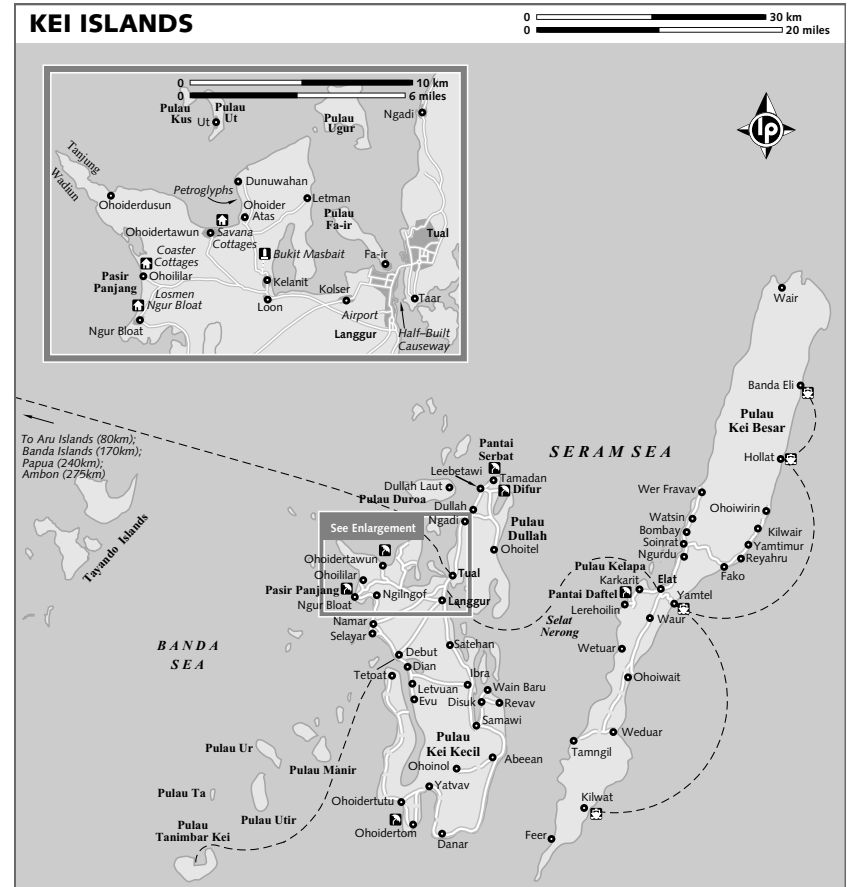 KEI ISLANDS
0 30 km
0 20 miles
0 10 km
0 6 miles
Pulau
Kus
Pulau
Ut
Ut
Pulau
Ugur
Ngadi
Tanjung
Wadiun
Petroglyphs
Dunuwahan
Ohoiderdusun
Ohoider
Atas
Letman
Pulau
Fa-ir
Tual
Ohoidertawun
Savana
Cottages
Coaster
Cottages
Bukit Masbait
Fa-ir
Pasir
Panjang
Ohoililar
Kelanit
Losmen
Ngur Bloat
Kolser
Loon
Taar
Airport
Ngur Bloat
Langgur
Half–Built
Causeway
lp
Wair
Banda Eli
Pulau
Kei Besar
To Aru Islands (80km);
Banda Islands (170km);
Papua (240km);
Ambon (275km)
SERAM SEA
Pantai
Serbat
Leebetawi
Tamadan
Hollat
Dullah Laut
Difur
Pulau Duroa
Wer Fravav
Dullah
Ohoiwirin
See Enlargement
Ngadi
Pulau
Dullah
Watsin
Bombay
Soinrat
Ngurdu
Kilwair
Yamtimur
Reyahru
Fako
Tayando Islands
Ohoitel
Ohoidertawun
Ohoililar
Tual
Pulau Kelapa
Karkarit
Elat
Pasir Panjang
Ngur Bloat
Ngilngof
Langgur
Pantai Daftel
Lerehoilin
Yamtel
Selat
Nerong
Waur
Namar
Selayar
BANDA
SEA
Satehan
Wetuar
Debut
Dian
Tetoat
Ibra
Ohoiwait
Letvuan
Evu
Wain Baru
Disuk
Revav
Samawi
Pulau
Kei Kecil
Weduar
Tamngil
Pulau Ur
Abeean
Pulau Manir
Ohoinol
Yatvav
Pulau Ta
Ohoidertutu
Kilwat
Pulau Utir
Pulau
Tanimbar Kei
Ohoidertom
Danar
Feer